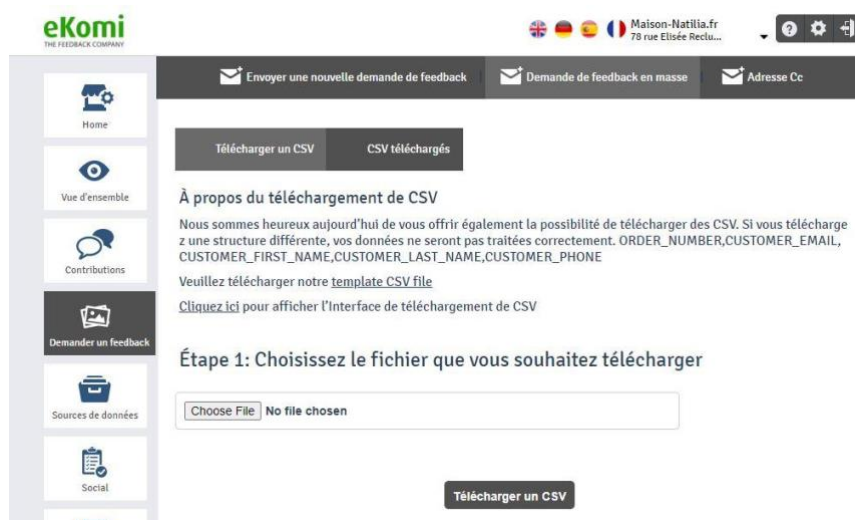 eKomi
THE FEEDBACK COMPANY
Maison-Natilia.fr
78 rue Elisée Reclu...
Envoyer une nouvelle demande de feedback
Demande de feedback en masse
Adresse Cc
Home
Vue d'ensemble
Contributions
Demander un feedback
Sources de données
Social
Télécharger un CSV
CSV téléchargés
À propos du téléchargement de CSV
Nous sommes heureux aujourd'hui de vous offrir également la possibilité de télécharger des CSV. Si vous télécharge
z une structure différente, vos données ne seront pas traitées correctement. ORDER_NUMBER,CUSTOMER_EMAIL,
CUSTOMER_FIRST_NAME,CUSTOMER_LAST_NAME,CUSTOMER_PHONE
Veuillez télécharger notre template CSV file
Cliquez ici pour afficher l'Interface de téléchargement de CSV
Étape 1: Choisissez le fichier que vous souhaitez télécharger
Choose File No file chosen
Télécharger un CSV